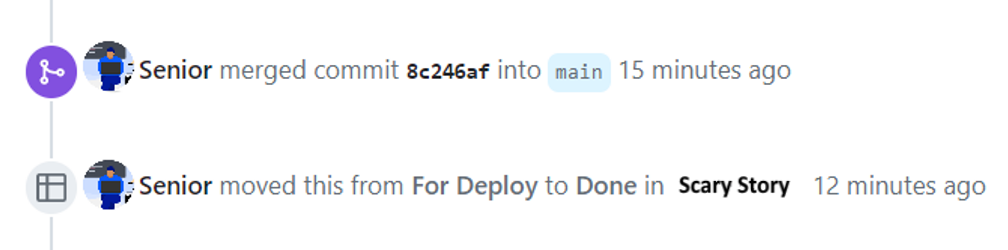 Senior merged commit 8c246af into main 15 minutes ago
Senior moved this from For Deploy to Done in Scary Story 12 minutes ago